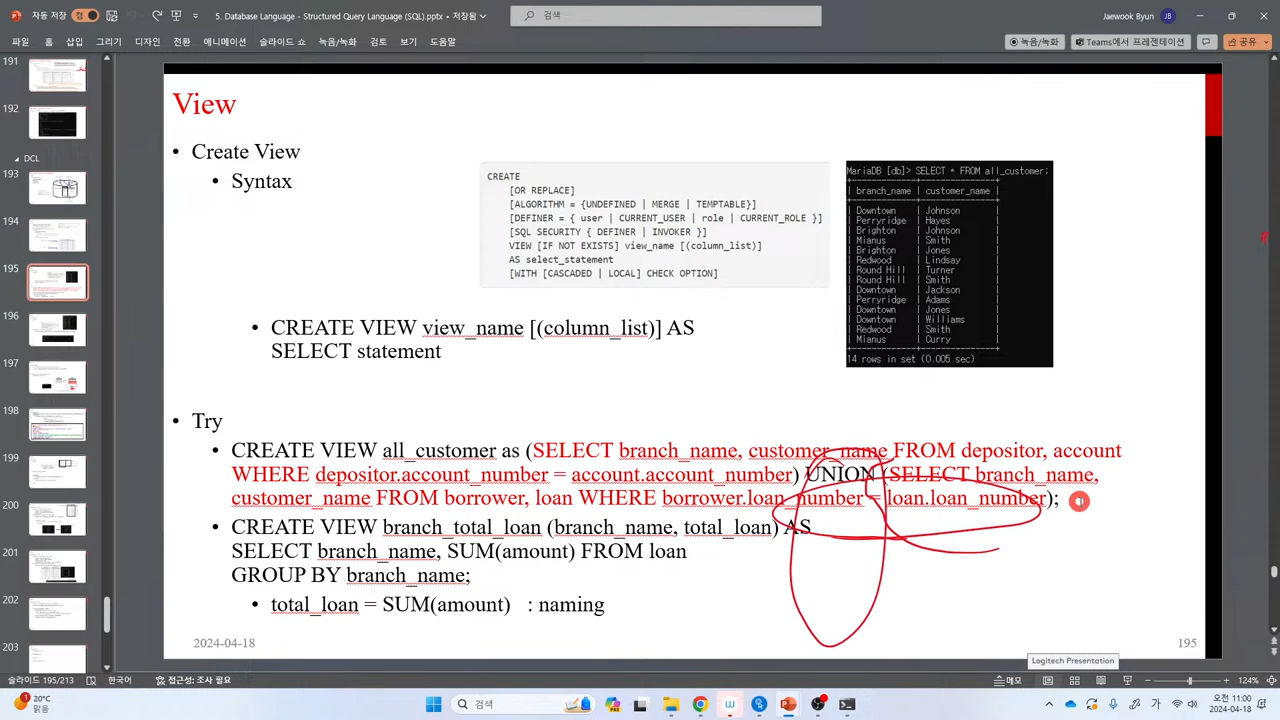 5. Database Structured Query Language (SQL).pptx • 저장됨
검색
Jaewook Byun
파일
홈
삽입
그리기
디자인
전환
애니메이션
슬라이드 쇼
녹음/녹화
검토
보기
도움말
녹음/녹화
Teams에서 프레젠테이션
편집
공유
191
192
DCL
195
196
198
200
201
202
203
View
• Create View
• Syntax
CREATE
[OR REPLACE]
[ALGORITHM = {UNDEFINED | MERGE | TEMPTABLE}]
[DEFINER = { user | CURRENT_USER | role | CURRENT_ROLE }]
[SQL SECURITY { DEFINER | INVOKER }]
VIEW [IF NOT EXISTS] view_name [(column_list)]
AS select_statement
[WITH [CASCADED | LOCAL] CHECK OPTION]
MariaDB [db]> SELECT * FROM all_customer;
| branch_name | customer_name |
| Downtown | Johnson |
| Perryridge | Hayes |
| Brighton | Johnson |
| Mianus | Smith |
| Brighton | Jones |
| Redwood | Lindsay |
| Round Hill | Turner |
| Round Hill | Smith |
| Downtown | Jackson |
| Perryridge | Adams |
| Downtown | Jones |
| Downtown | Williams |
| Redwood | Smith |
| Mianus | Curry |
14 rows in set (0.005 sec)
• CREATE VIEW view_name [(column_list)] AS
SELECT statement
• Try
• CREATE VIEW all_customer as (SELECT branch_name, customer_name FROM depositor, account
WHERE depositor.account_number = account.account_number) UNION (SELECT branch_name,
customer_name FROM borrower, loan WHERE borrower.loan_number = loan.loan_number);
• CREATE VIEW branch_total_loan (branch_name, total_loan) AS
SELECT branch_name, SUM(amount) FROM loan
GROUP BY branch_name;
• total_loan = SUM(amount) : naming
2024-04-18
195
Logitech Presentation
슬라이드 195/213
한국어
접근성: 조사 필요
메모
124%
20°C
맑음
검색
오전 11:00
2024-04-18